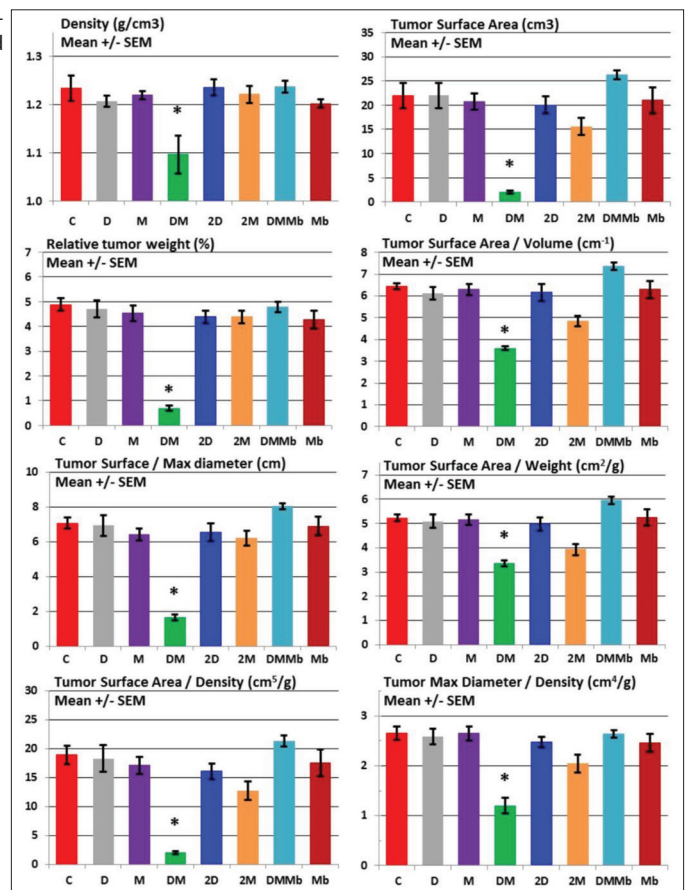 Density (g/cm3)
Mean +/- SEM
1.3
1.2
1.1
1.0
*
C D M DM 2D 2M DMMb Mb
Tumor Surface Area (cm3)
Mean +/- SEM
35
30
25
20
15
10
5
0
*
C D M DM 2D 2M DMMb Mb
Relative tumor weight (%)
Mean +/- SEM
7
6
5
4
3
2
1
0
*
C D M DM 2D 2M DMMb Mb
Tumor Surface Area / Volume (cm⁻¹)
Mean +/- SEM
8
7
6
5
4
3
2
1
0
*
C D M DM 2D 2M DMMb Mb
Tumor Surface / Max diameter (cm)
Mean +/- SEM
10
8
6
4
2
0
*
C D M DM 2D 2M DMMb Mb
Tumor Surface Area / Weight (cm²/g)
Mean +/- SEM
7
6
5
4
3
2
1
0
*
C D M DM 2D 2M DMMb Mb
Tumor Surface Area / Density (cm⁵/g)
Mean +/- SEM
30
25
20
15
10
5
0
*
C D M DM 2D 2M DMMb Mb
Tumor Max Diameter / Density (cm⁴/g)
Mean +/- SEM
3
2
1
0
*
C D M DM 2D 2M DMMb Mb